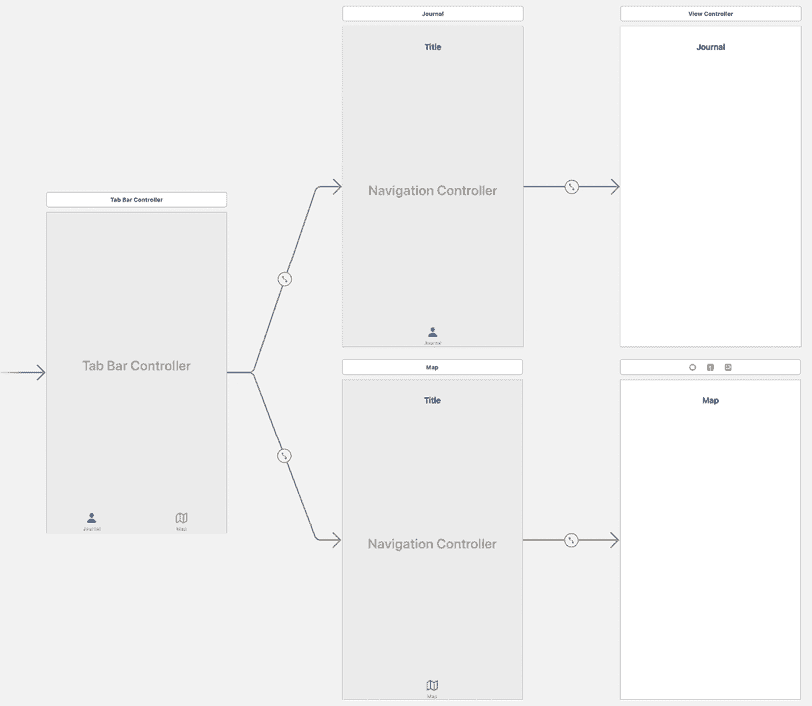 Journal
View Controller
Title
Journal
Navigation Controller
Tab Bar Controller
Tab Bar Controller
Journal
Map
Journal
Map
Title
Map
Navigation Controller
Map